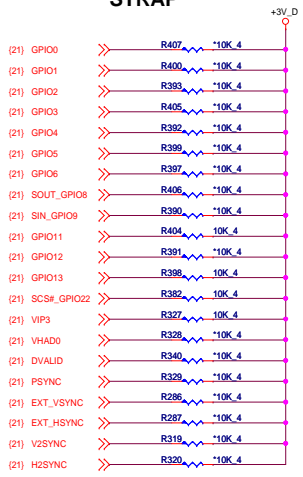 STRAP
+3V_D
{21} GPIO0 R407 *10K_4
{21} GPIO1 R400 *10K_4
{21} GPIO2 R393 *10K_4
{21} GPIO3 R405 *10K_4
{21} GPIO4 R392 *10K_4
{21} GPIO5 R399 *10K_4
{21} GPIO6 R397 *10K_4
{21} SOUT_GPIO8 R406 *10K_4
{21} SIN_GPIO9 R390 *10K_4
{21} GPIO11 R404 10K_4
{21} GPIO12 R391 *10K_4
{21} GPIO13 R398 10K_4
{21} SCS#_GPIO22 R382 10K_4
{21} VIP3 R327 10K_4
{21} VHAD0 R328 *10K_4
{21} DVALID R340 *10K_4
{21} PSYNC R329 *10K_4
{21} EXT_VSYNC R286 *10K_4
{21} EXT_HSYNC R287 *10K_4
{21} V2SYNC R319 *10K_4
{21} H2SYNC R320 *10K_4